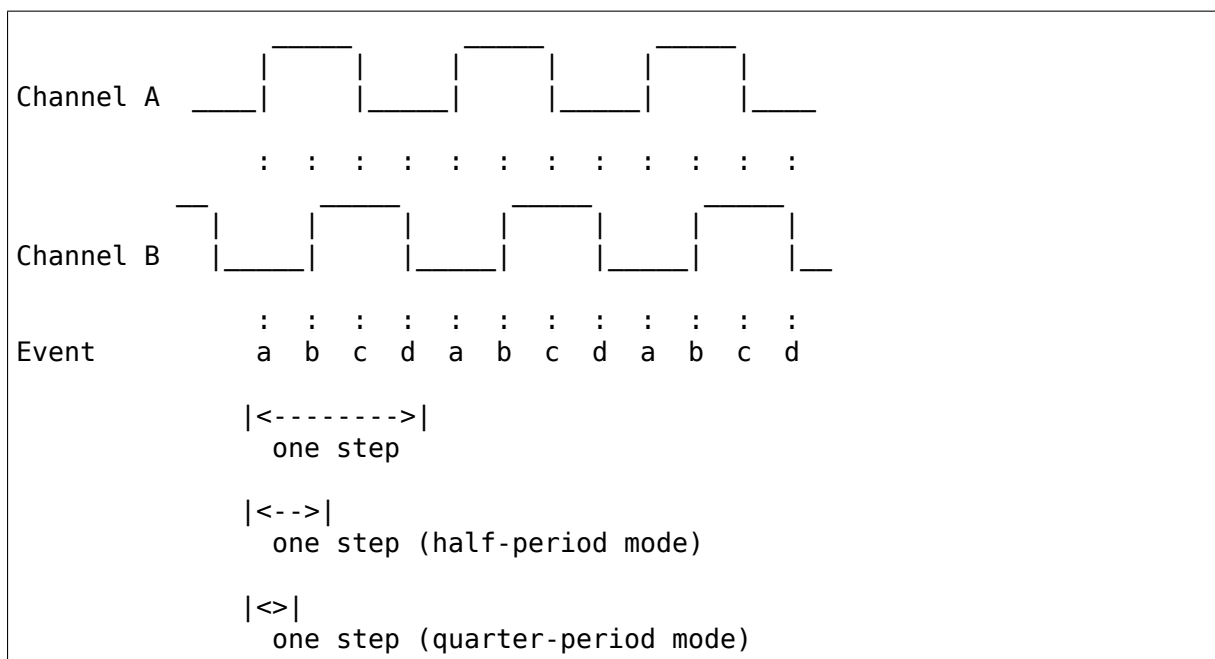 Channel A
: : : : : : : : : : : :
Channel B
: : : : : : : : : : : :
Event a b c d a b c d a b c d
|<-------->|
one step
|<-->|
one step (half-period mode)
|<>|
one step (quarter-period mode)